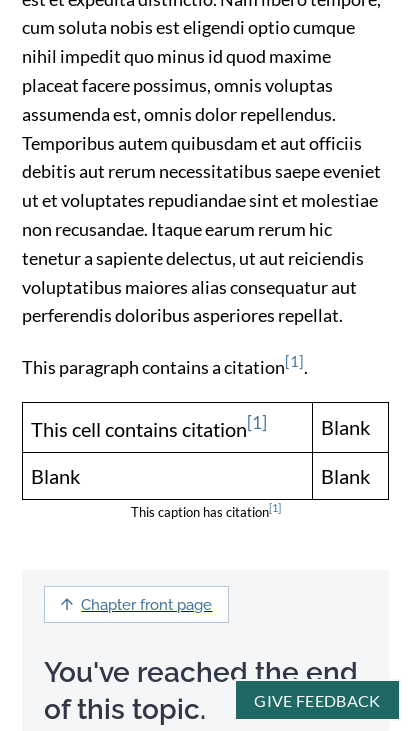 est et expedita distinctio. Nam libero tempore,
cum soluta nobis est eligendi optio cumque
nihil impedit quo minus id quod maxime
placeat facere possimus, omnis voluptas
assumenda est, omnis dolor repellendus.
Temporibus autem quibusdam et aut officiis
debitis aut rerum necessitatibus saepe eveniet
ut et voluptates repudiandae sint et molestiae
non recusandae. Itaque earum rerum hic
tenetur a sapiente delectus, ut aut reiciendis
voluptatibus maiores alias consequatur aut
perferendis doloribus asperiores repellat.
This paragraph contains a citation[1].
This cell contains citation[1] Blank
Blank Blank
This caption has citation[1]
Chapter front page
You've reached the end
of this topic.
GIVE FEEDBACK